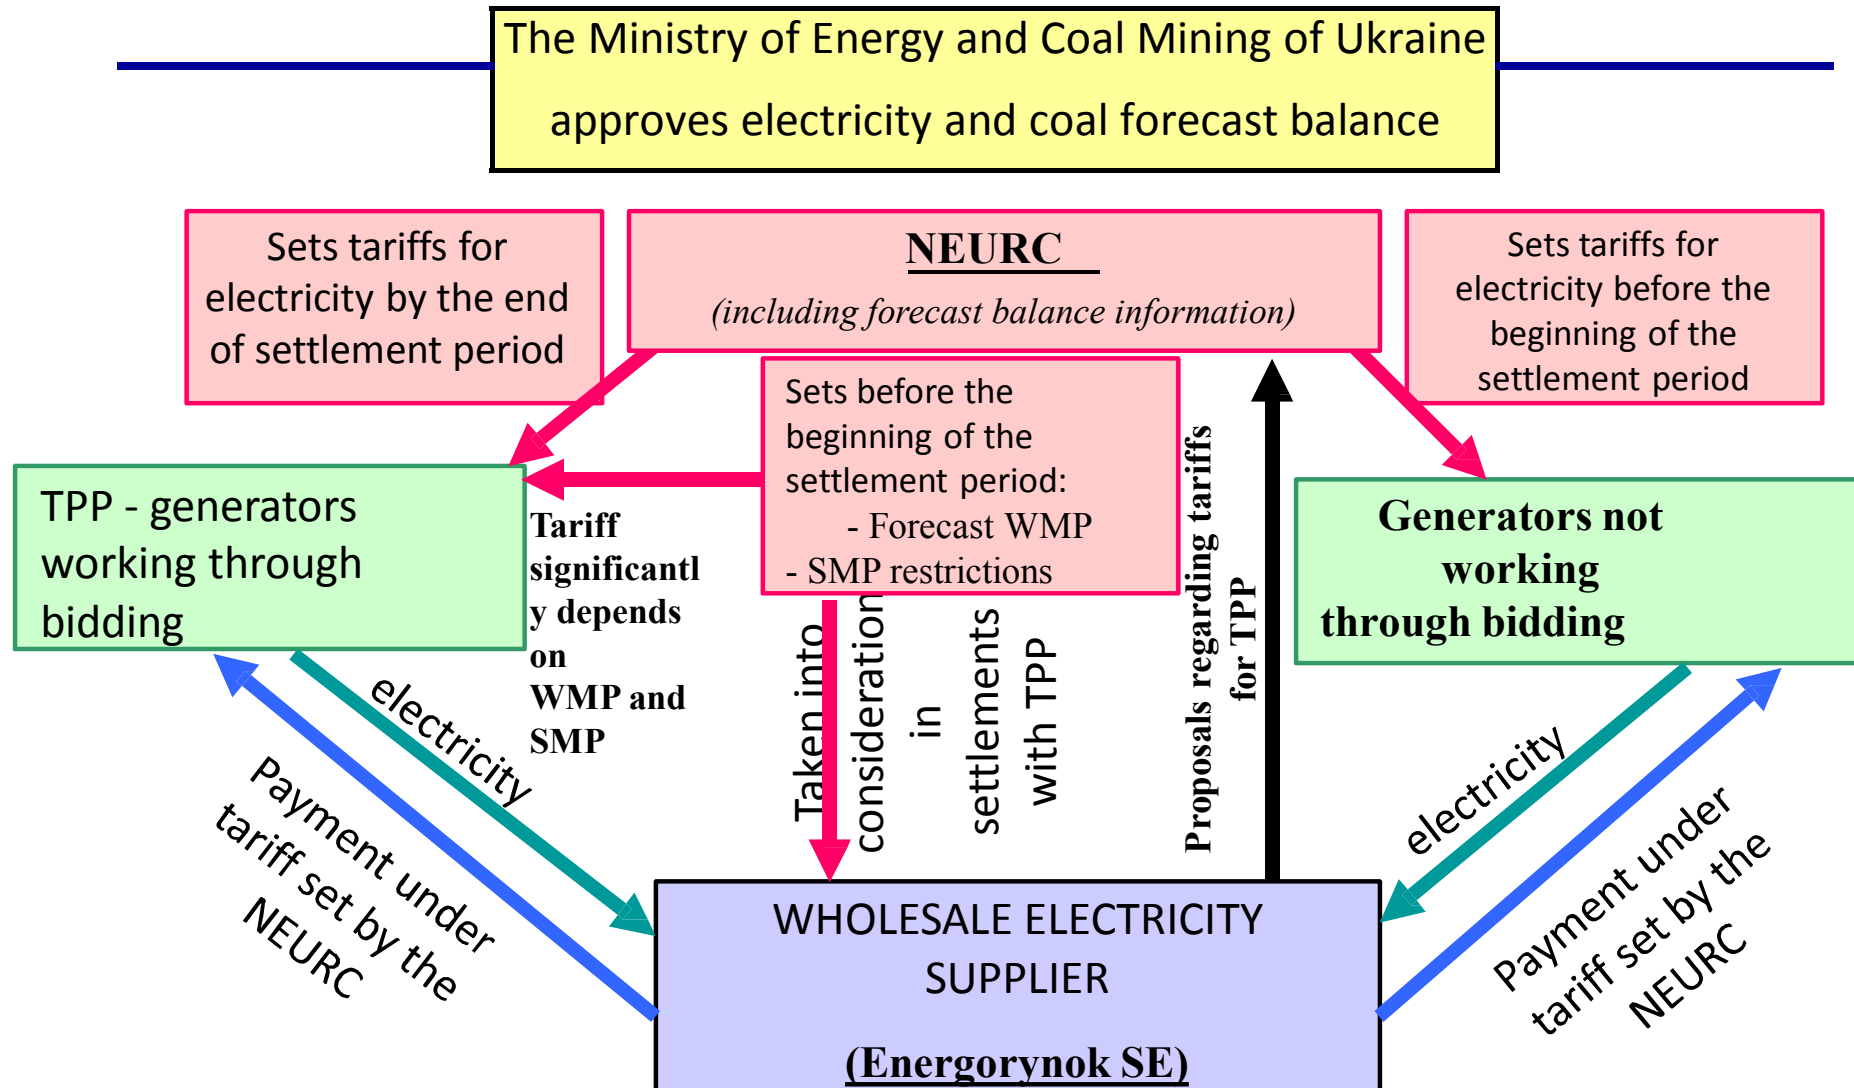 The Ministry of Energy and Coal Mining of Ukraine
approves electricity and coal forecast balance
Sets tariffs for
electricity by the end
of settlement period
NEURC
(including forecast balance information)
Sets tariffs for
electricity before the
beginning of the
settlement period
Sets before the
beginning of the
settlement period:
- Forecast WMP
- SMP restrictions
TPP - generators
working through
bidding
Tariff
significantl
y depends
on
WMP and
SMP
Taken into
consideration
in
settlements
with TPP
Proposals regarding tariffs
for TPP
Generators not
working
through bidding
electricity
Payment under
tariff set by the
NEURC
electricity
Payment under
tariff set by the
NEURC
WHOLESALE ELECTRICITY
SUPPLIER
(Energorynok SE)